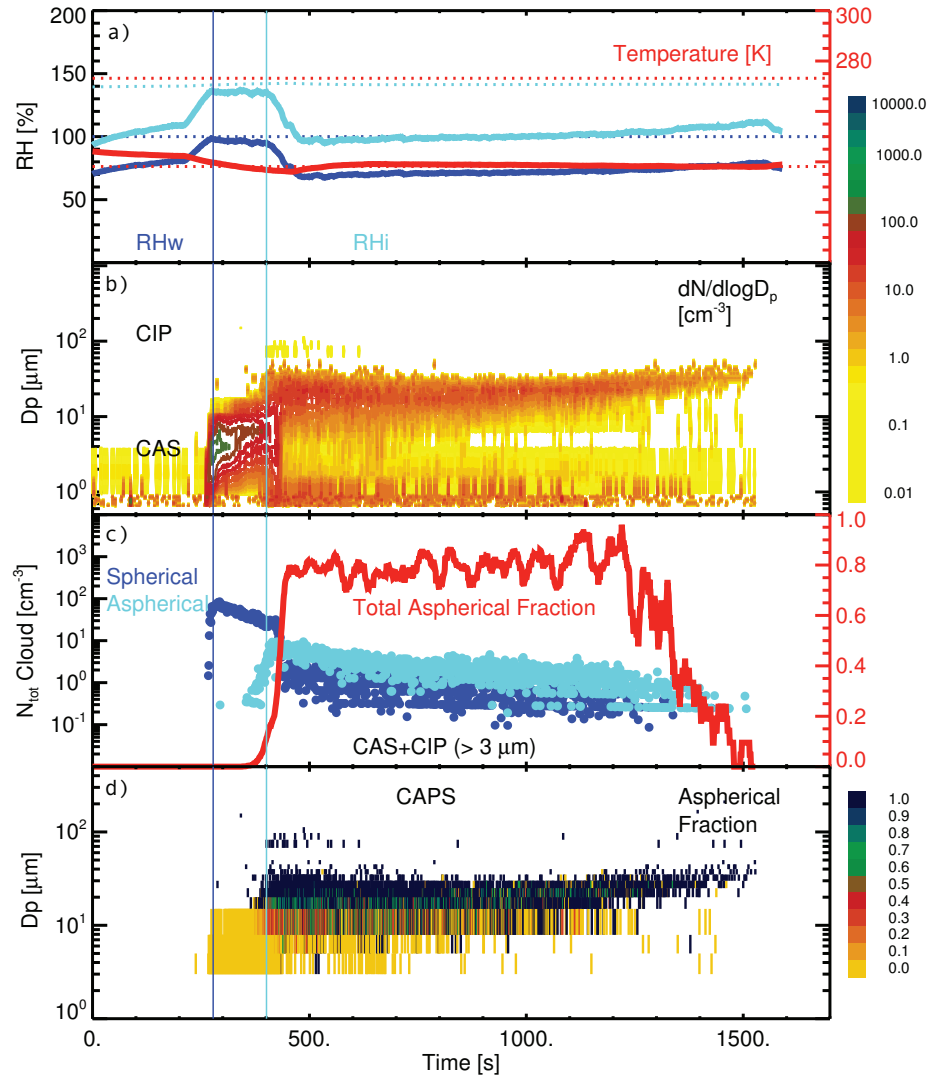 200
a)
300
Temperature [K]
280
150
260
RH [%]
100
50
RHw
RHi
10000.0
1000.0
100.0
10.0
1.0
0.1
0.01
b)
dN/dlogDp
[cm-3]
CIP
10²
Dp [μm]
10¹
CAS
10⁰
c)
1.0
10³
Spherical
Aspherical
Total Aspherical Fraction
0.8
10²
Ntot Cloud [cm-3]
0.6
10¹
0.4
10⁰
0.2
10-1
CAS+CIP (> 3 μm)
0.0
d)
CAPS
Aspherical
Fraction
10²
Dp [μm]
10¹
10⁰
1.0
0.9
0.8
0.7
0.6
0.5
0.4
0.3
0.2
0.1
0.0
0.
500.
1000.
1500.
Time [s]